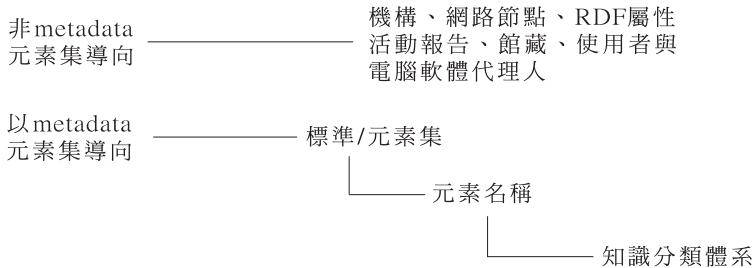 非metadata
元素集導向
機構、網路節點、RDF屬性
活動報告、館藏、使用者與
電腦軟體代理人
以metadata
元素集導向
標準/元素集
元素名稱
知識分類體系